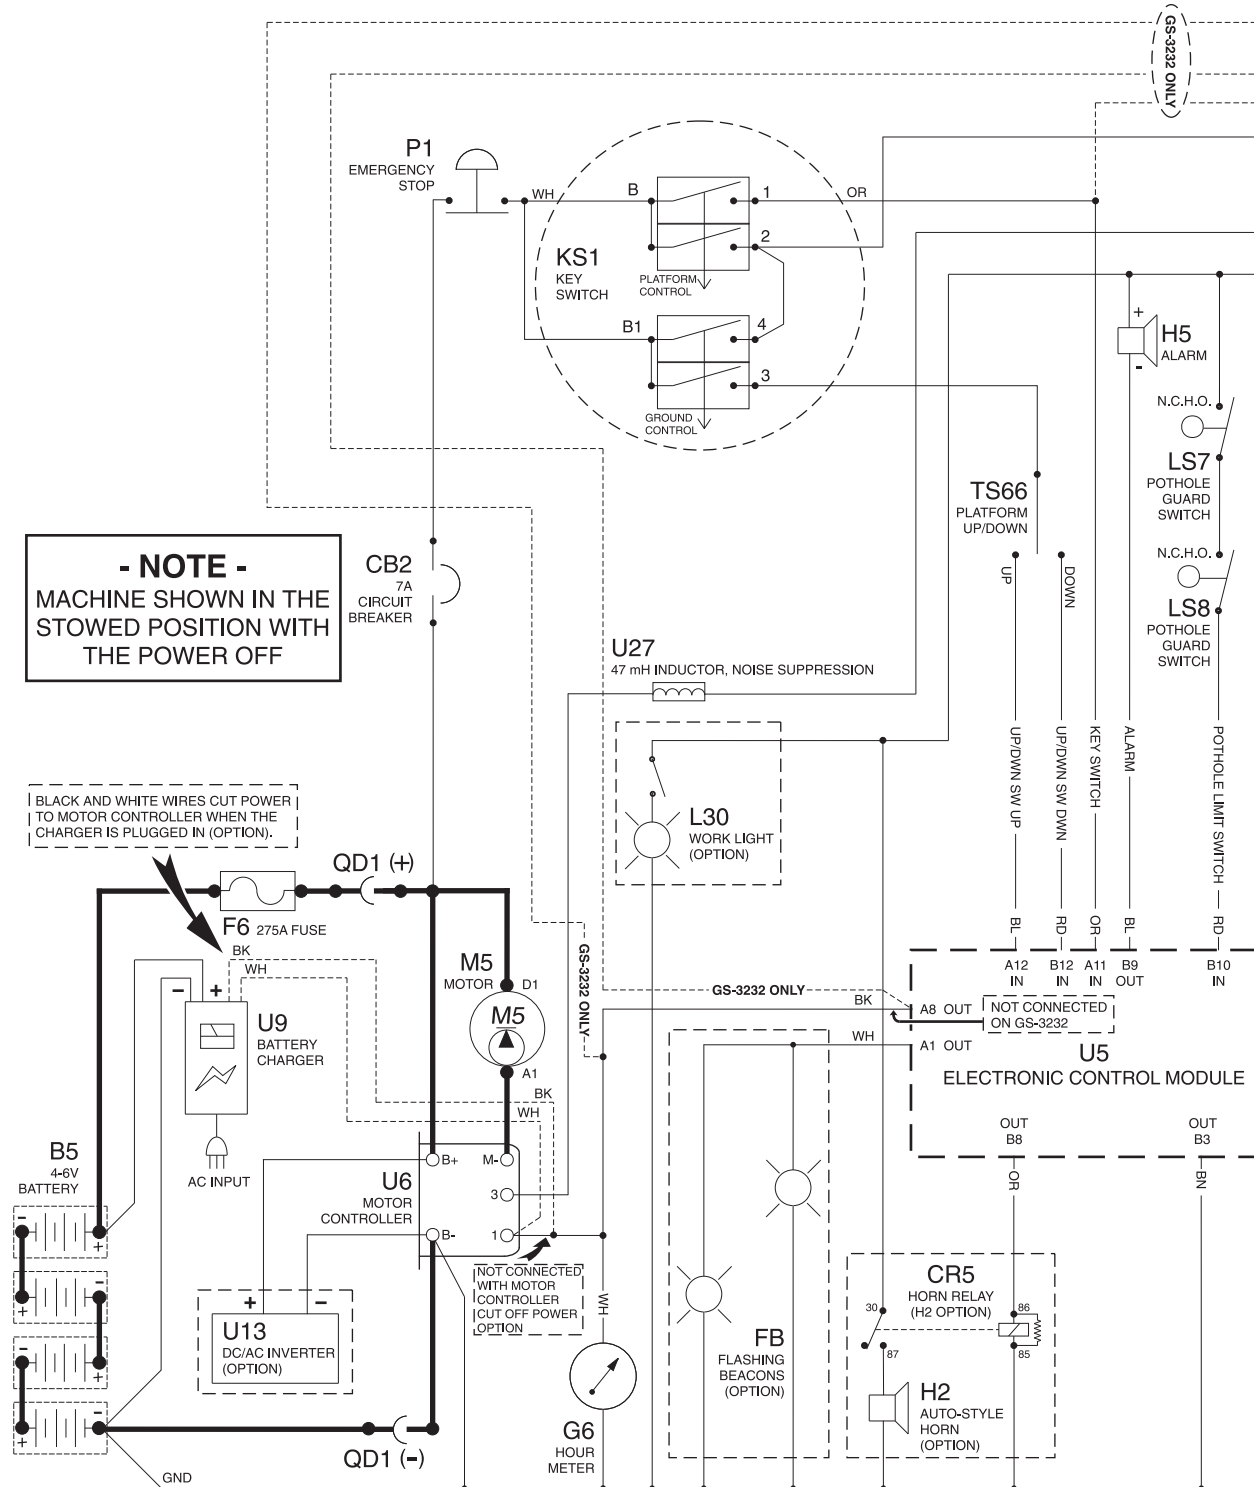 GS-3232 ONLY
P1
EMERGENCY
STOP
WH
B
1
OR
2
KS1
KEY
SWITCH
PLATFORM
CONTROL
B1
4
3
GROUND
CONTROL
+
H5
ALARM
-
N.C.H.O.
LS7
POTHOLE
GUARD
SWITCH
TS66
PLATFORM
UP/DOWN
UP
DOWN
N.C.H.O.
LS8
POTHOLE
GUARD
SWITCH
- NOTE -
MACHINE SHOWN IN THE
STOWED POSITION WITH
THE POWER OFF
CB2
7A
CIRCUIT
BREAKER
U27
47 mH INDUCTOR, NOISE SUPPRESSION
UP/DWN SW UP
UP/DWN SW DWN
KEY SWITCH
ALARM
POTHOLE LIMIT SWITCH
BLACK AND WHITE WIRES CUT POWER
TO MOTOR CONTROLLER WHEN THE
CHARGER IS PLUGGED IN (OPTION).
L30
WORK LIGHT
(OPTION)
QD1 (+)
F6 275A FUSE
BK
WH
BL
RD
OR
BL
RD
GS-3232 ONLY
M5
MOTOR
D1
M5
A1
- +
U9
BATTERY
CHARGER
AC INPUT
BK
WH
A12
IN
B12
IN
A11
IN
B9
OUT
B10
IN
GS-3232 ONLY
BK
A8 OUT
NOT CONNECTED
ON GS-3232
WH
A1 OUT
U5
ELECTRONIC CONTROL MODULE
OUT
B8
OUT
B3
OR
BN
B5
4-6V
BATTERY
- +
+ -
- +
+ -
U6
MOTOR
CONTROLLER
B+
M-
3
B-
1
NOT CONNECTED
WITH MOTOR
CONTROLLER
CUT OFF POWER
OPTION
WH
+ -
U13
DC/AC INVERTER
(OPTION)
QD1 (-)
GND
G6
HOUR
METER
FB
FLASHING
BEACONS
(OPTION)
CR5
HORN RELAY
(H2 OPTION)
30
87
86
85
H2
AUTO-STYLE
HORN
(OPTION)